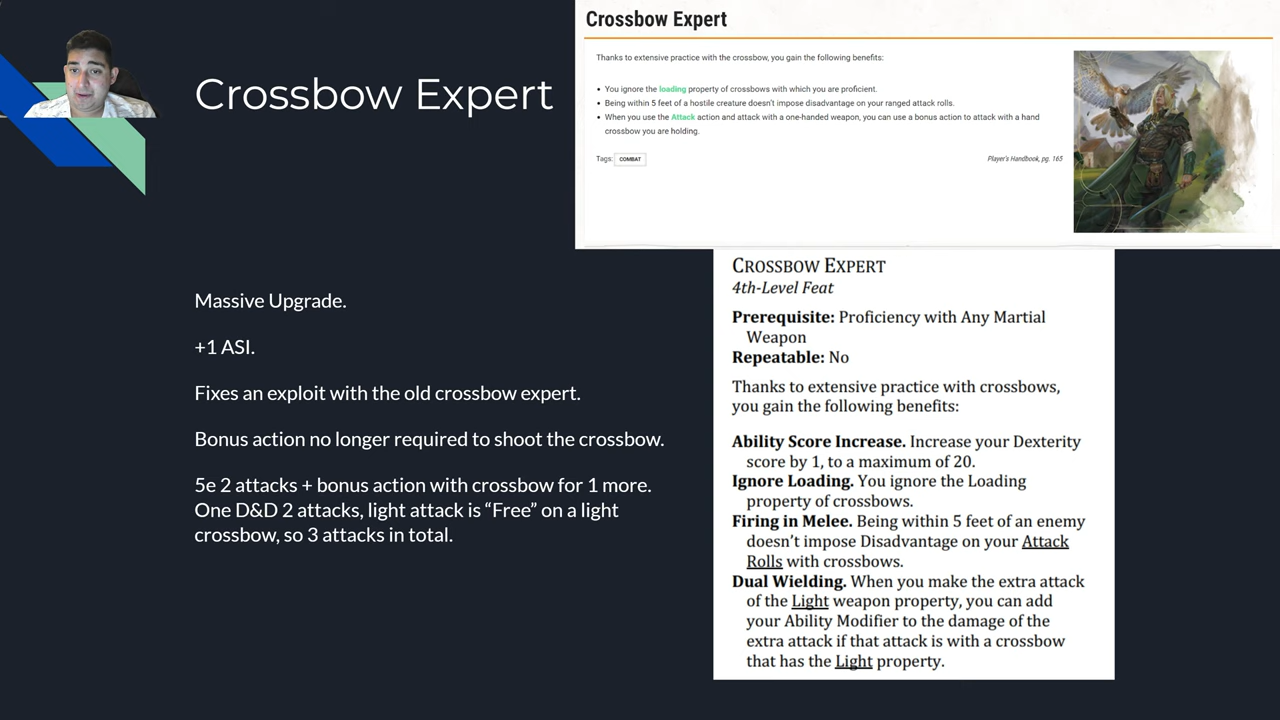 Crossbow Expert
Massive Upgrade.
+1 ASI.
Fixes an exploit with the old crossbow expert.
Bonus action no longer required to shoot the crossbow.
5e 2 attacks + bonus action with crossbow for 1 more.
One D&D 2 attacks, light attack is “Free” on a light
crossbow, so 3 attacks in total.
Crossbow Expert
Thanks to extensive practice with the crossbow, you gain the following benefits:
• You ignore the loading property of crossbows with which you are proficient.
• Being within 5 feet of a hostile creature doesn't impose disadvantage on your ranged attack rolls.
• When you use the Attack action and attack with a one-handed weapon, you can use a bonus action to attack with a hand
crossbow you are holding.
Tags: COMBAT
Player's Handbook, pg. 165
CROSSBOW EXPERT
4th-Level Feat
Prerequisite: Proficiency with Any Martial
Weapon
Repeatable: No
Thanks to extensive practice with crossbows,
you gain the following benefits:
Ability Score Increase. Increase your Dexterity
score by 1, to a maximum of 20.
Ignore Loading. You ignore the Loading
property of crossbows.
Firing in Melee. Being within 5 feet of an enemy
doesn't impose Disadvantage on your Attack
Rolls with crossbows.
Dual Wielding. When you make the extra attack
of the Light weapon property, you can add
your Ability Modifier to the damage of the
extra attack if that attack is with a crossbow
that has the Light property.